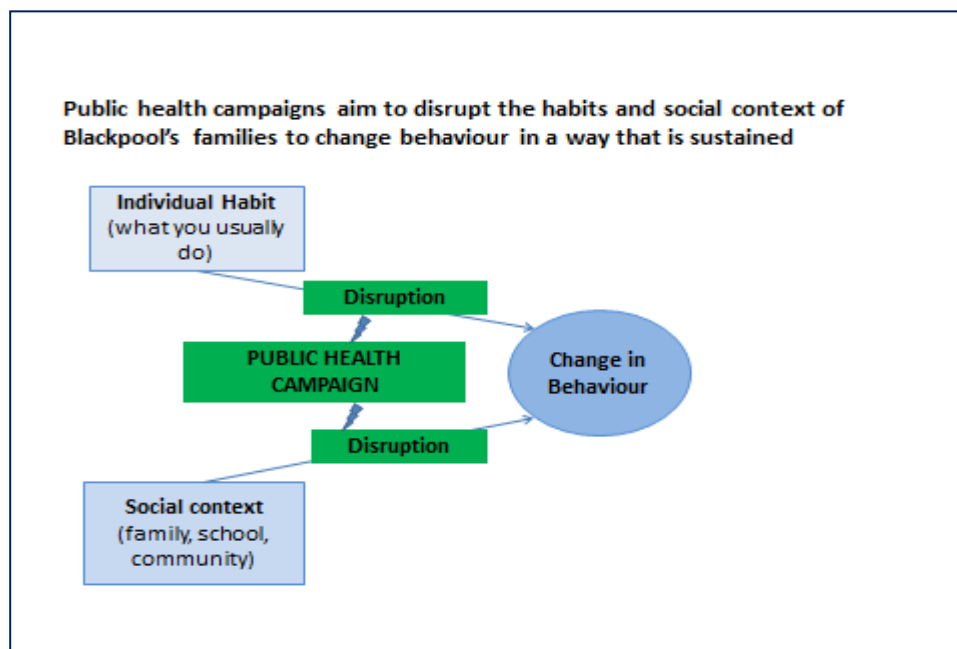 Public health campaigns aim to disrupt the habits and social context of
Blackpool's families to change behaviour in a way that is sustained
Individual Habit
(what you usually
do)
Disruption
PUBLIC HEALTH
CAMPAIGN
Change in
Behaviour
Disruption
Social context
(family, school,
community)